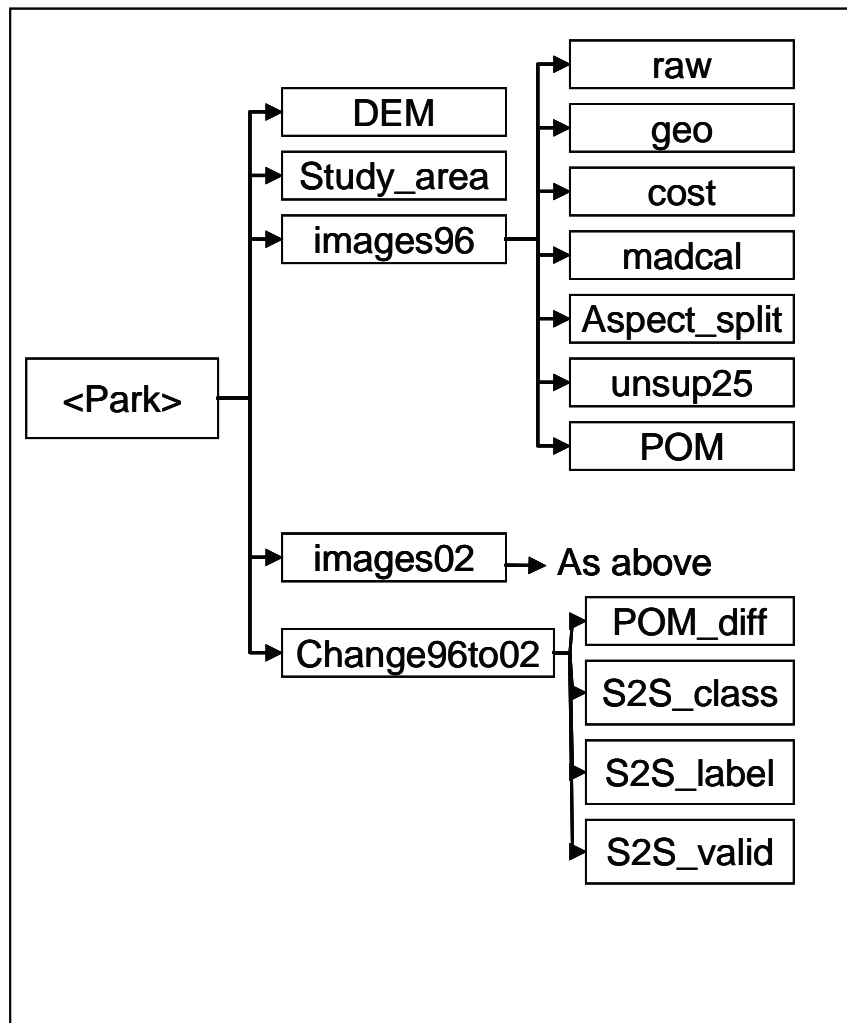 <Park>
DEM
Study_area
images96
raw
geo
cost
madcal
Aspect_split
unsup25
POM
images02
As above
Change96to02
POM_diff
S2S_class
S2S_label
S2S_valid